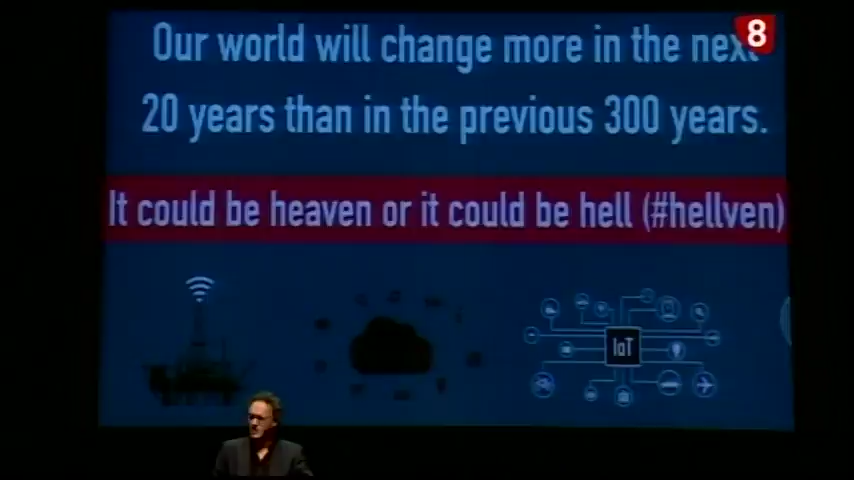 Our world will change more in the next
8
20 years than in the previous 300 years.
It could be heaven or it could be hell (#hellven)
IoT